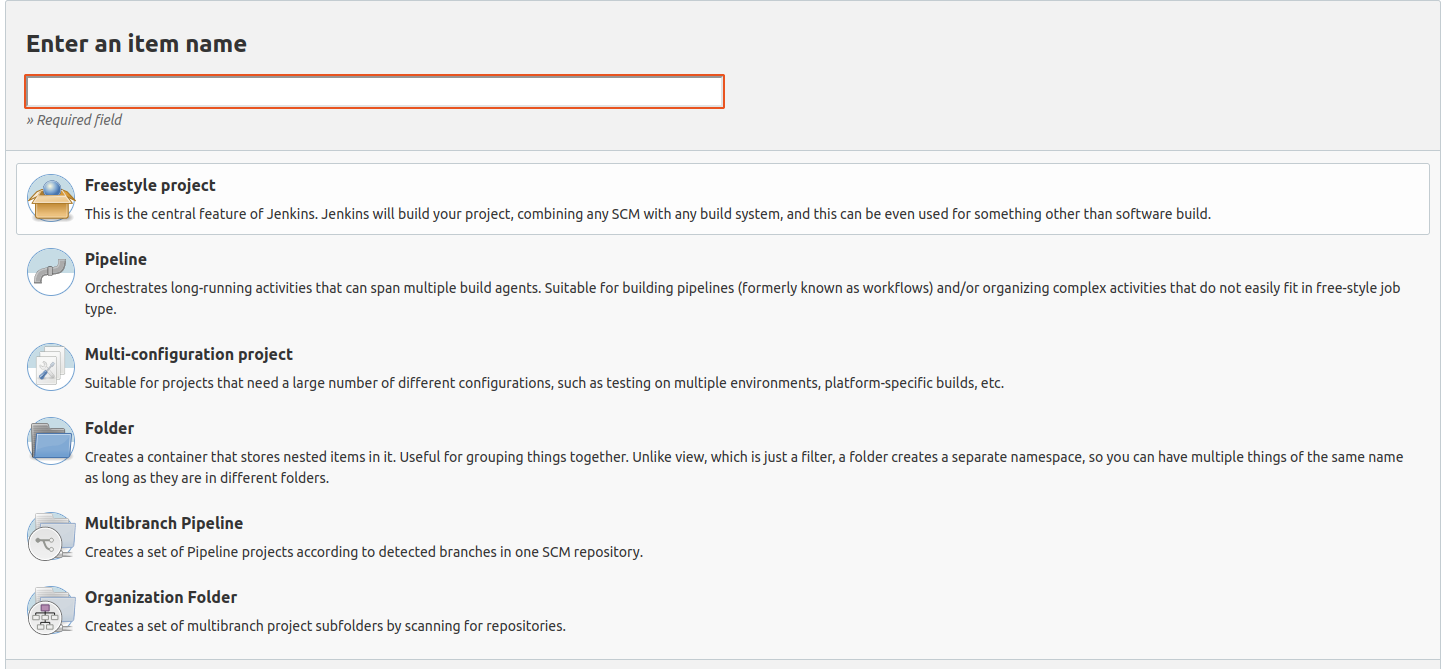 Enter an item name
» Required field
Freestyle project
This is the central feature of Jenkins. Jenkins will build your project, combining any SCM with any build system, and this can be even used for something other than software build.
Pipeline
Orchestrates long-running activities that can span multiple build agents. Suitable for building pipelines (formerly known as workflows) and/or organizing complex activities that do not easily fit in free-style job
type.
Multi-configuration project
Suitable for projects that need a large number of different configurations, such as testing on multiple environments, platform-specific builds, etc.
Folder
Creates a container that stores nested items in it. Useful for grouping things together. Unlike view, which is just a filter, a folder creates a separate namespace, so you can have multiple things of the same name
as long as they are in different folders.
Multibranch Pipeline
Creates a set of Pipeline projects according to detected branches in one SCM repository.
Organization Folder
Creates a set of multibranch project subfolders by scanning for repositories.